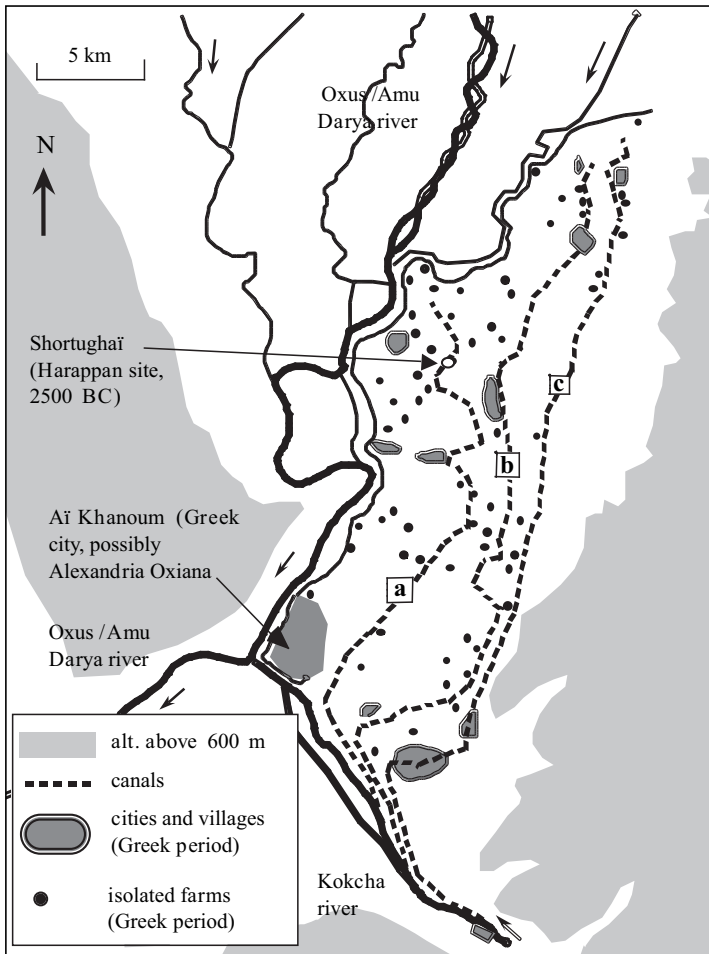 5 km
Oxus /Amu
Darya river
N
Shortughaï
(Harappan site,
2500 BC)
c
b
Aï Khanoum (Greek
city, possibly
Alexandria Oxiana
a
Oxus /Amu
Darya river
alt. above 600 m
canals
cities and villages
(Greek period)
isolated farms
(Greek period)
Kokcha
river